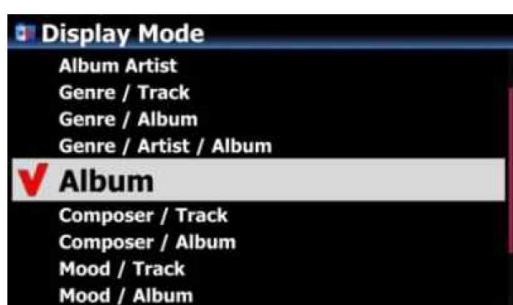 Display Mode
Album Artist
Genre / Track
Genre / Album
Genre / Artist / Album
Album
Composer / Track
Composer / Album
Mood / Track
Mood / Album